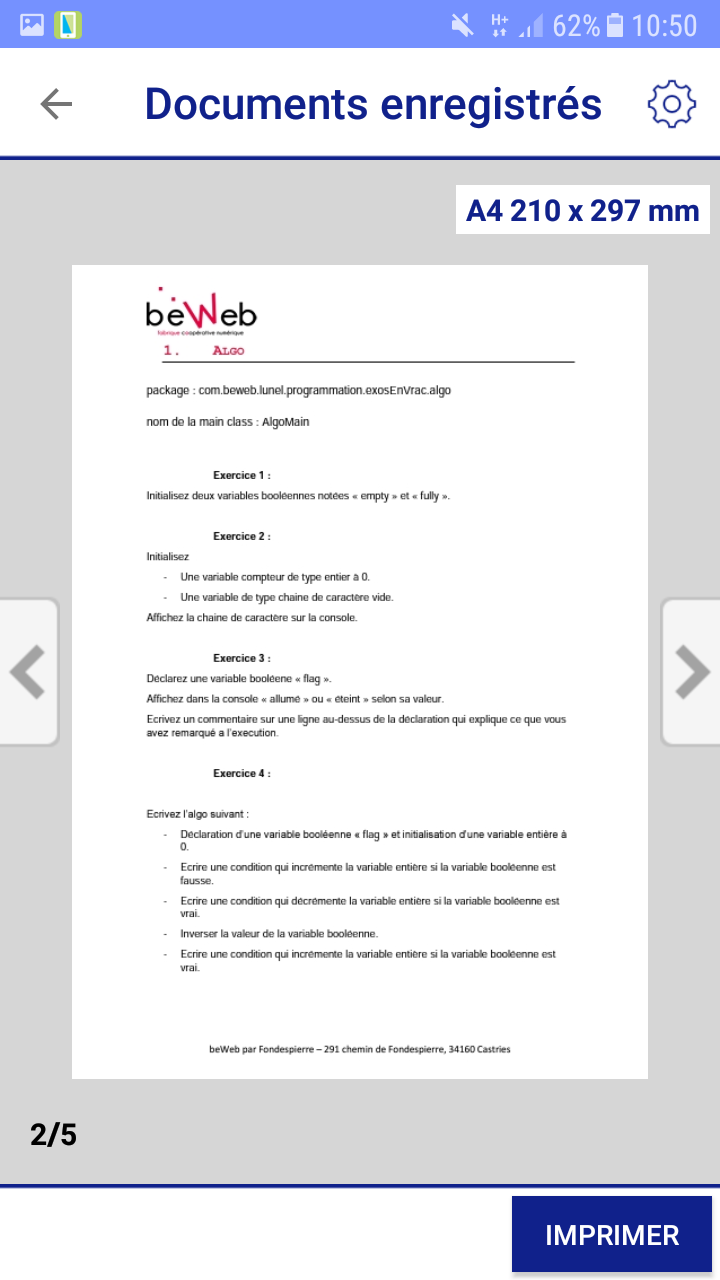 H+ 62% 10:50
Documents enregistrés
A4 210 x 297 mm
beWeb
fabrique coopérative numérique
1. ALGO
package : com.beweb.lunel.programmation.exosEnVrac.algo
nom de la main class : AlgoMain
Exercice 1 :
Initialisez deux variables booléennes notées « empty » et « fully ».
Exercice 2 :
Initialisez
- Une variable compteur de type entier à 0.
- Une variable de type chaine de caractère vide.
Affichez la chaine de caractère sur la console.
Exercice 3 :
Déclarez une variable booléene « flag ».
Affichez dans la console « allumé » ou « éteint » selon sa valeur.
Ecrivez un commentaire sur une ligne au-dessus de la déclaration qui explique ce que vous
avez remarqué a l'execution.
Exercice 4 :
Ecrivez l'algo suivant :
- Déclaration d'une variable booléenne « flag » et initialisation d'une variable entière à
0.
- Ecrire une condition qui incrémente la variable entière si la variable booléenne est
fausse.
- Ecrire une condition qui décrémente la variable entière si la variable booléenne est
vrai.
- Inverser la valeur de la variable booléenne.
- Ecrire une condition qui incrémente la variable entière si la variable booléenne est
vrai.
beWeb par Fondespierre – 291 chemin de Fondespierre, 34160 Castries
2/5
IMPRIMER